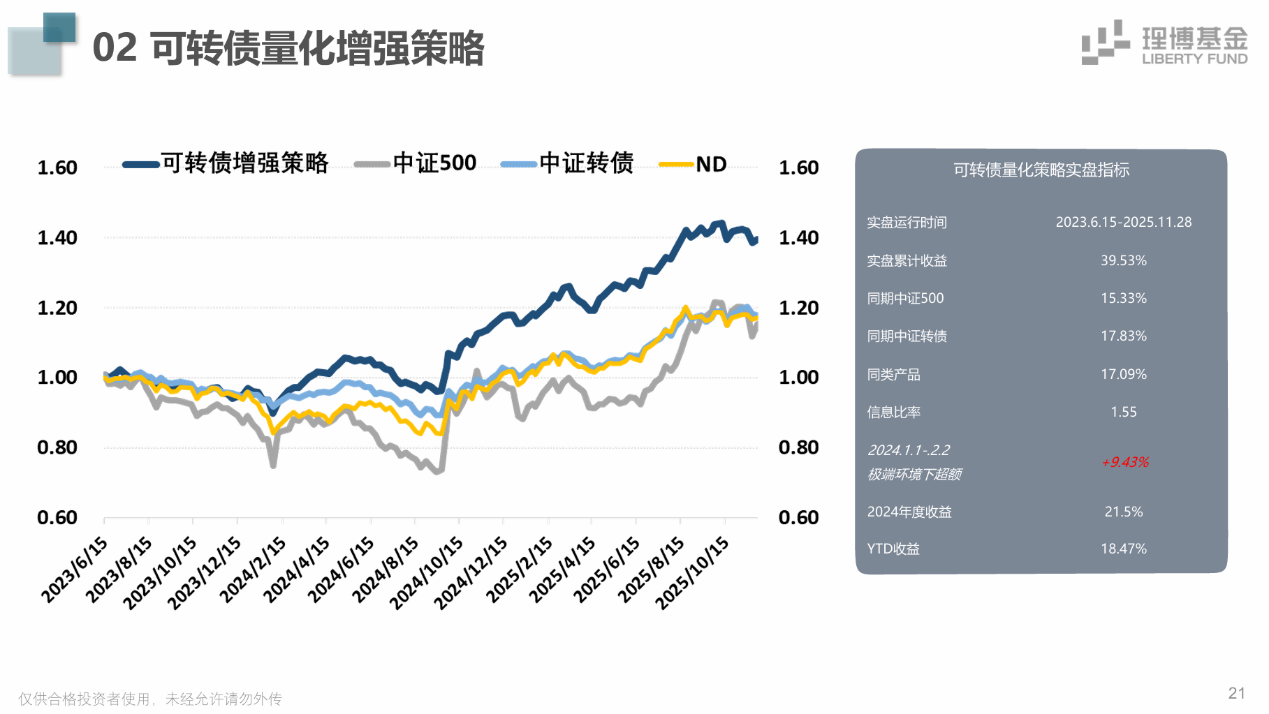 02 可转债量化增强策略
理博基金
LIBERTY FUND
可转债增强策略 中证500 中证转债 ND
1.60
1.40
1.20
1.00
0.80
0.60
1.60
1.40
1.20
1.00
0.80
0.60
2023/6/15
2023/8/15
2023/10/15
2023/12/15
2024/2/15
2024/4/15
2024/6/15
2024/8/15
2024/10/15
2024/12/15
2025/2/15
2025/4/15
2025/6/15
2025/8/15
2025/10/15
可转债量化策略实盘指标
实盘运行时间 2023.6.15-2025.11.28
实盘累计收益 39.53%
同期中证500 15.33%
同期中证转债 17.83%
同类产品 17.09%
信息比率 1.55
2024.1.1-.2.2
极端环境下超额 +9.43%
2024年度收益 21.5%
YTD收益 18.47%
仅供合格投资者使用，未经允许请勿外传
21